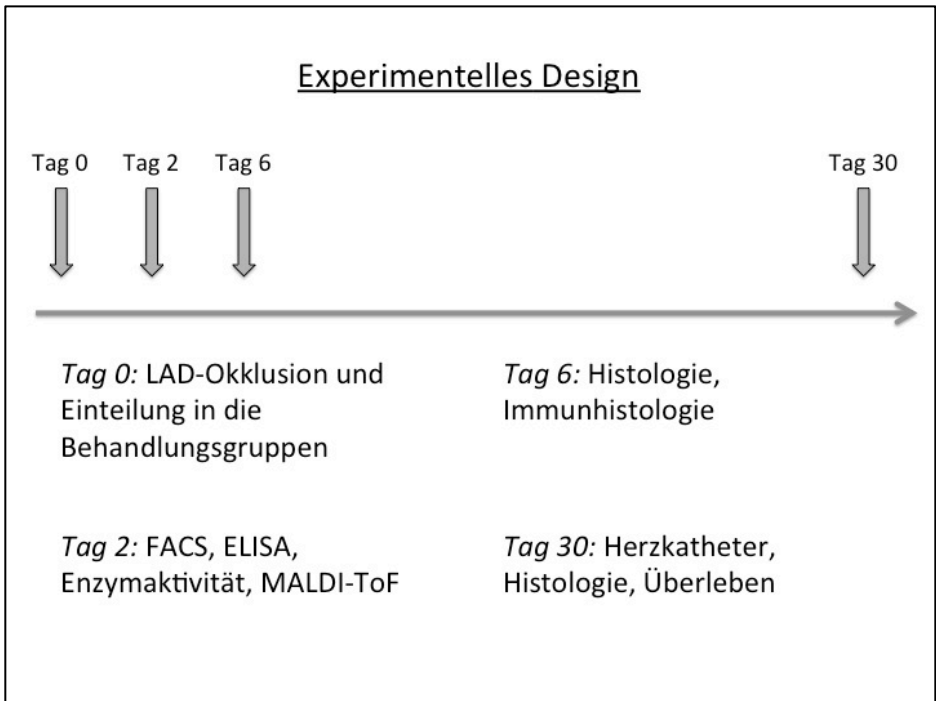 Experimentelles Design
Tag 0
Tag 2
Tag 6
Tag 30
Tag 0: LAD-Okklusion und
Einteilung in die
Behandlungsgruppen
Tag 6: Histologie,
Immunhistologie
Tag 2: FACS, ELISA,
Enzymaktivität, MALDI-ToF
Tag 30: Herzkatheter,
Histologie, Überleben